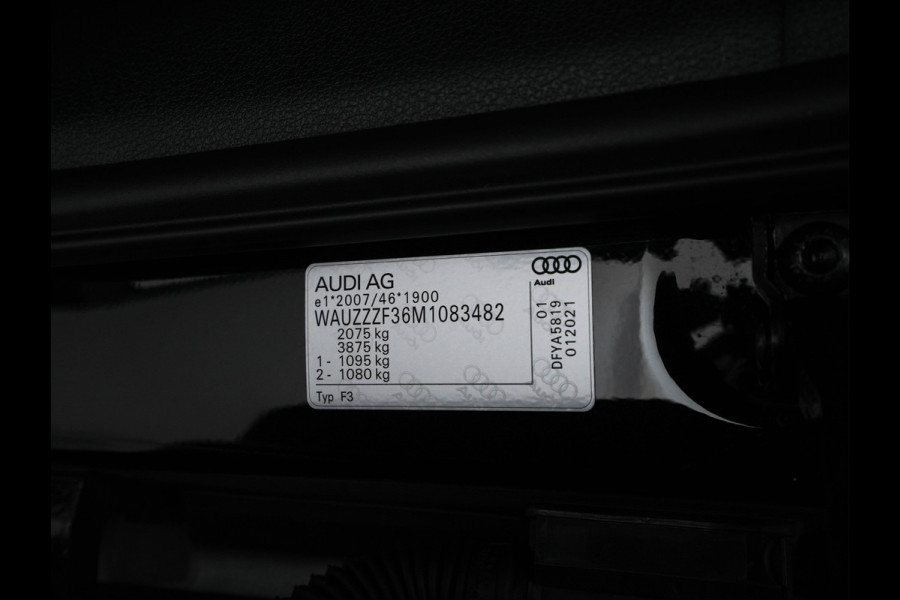 AUDI AG
e1*2007/46*1900
WAUZZZF36M1083482
2075 kg
3875 kg
1 - 1095 kg
2 - 1080 kg
Typ F3
Audi
01
DFYA5819
012021